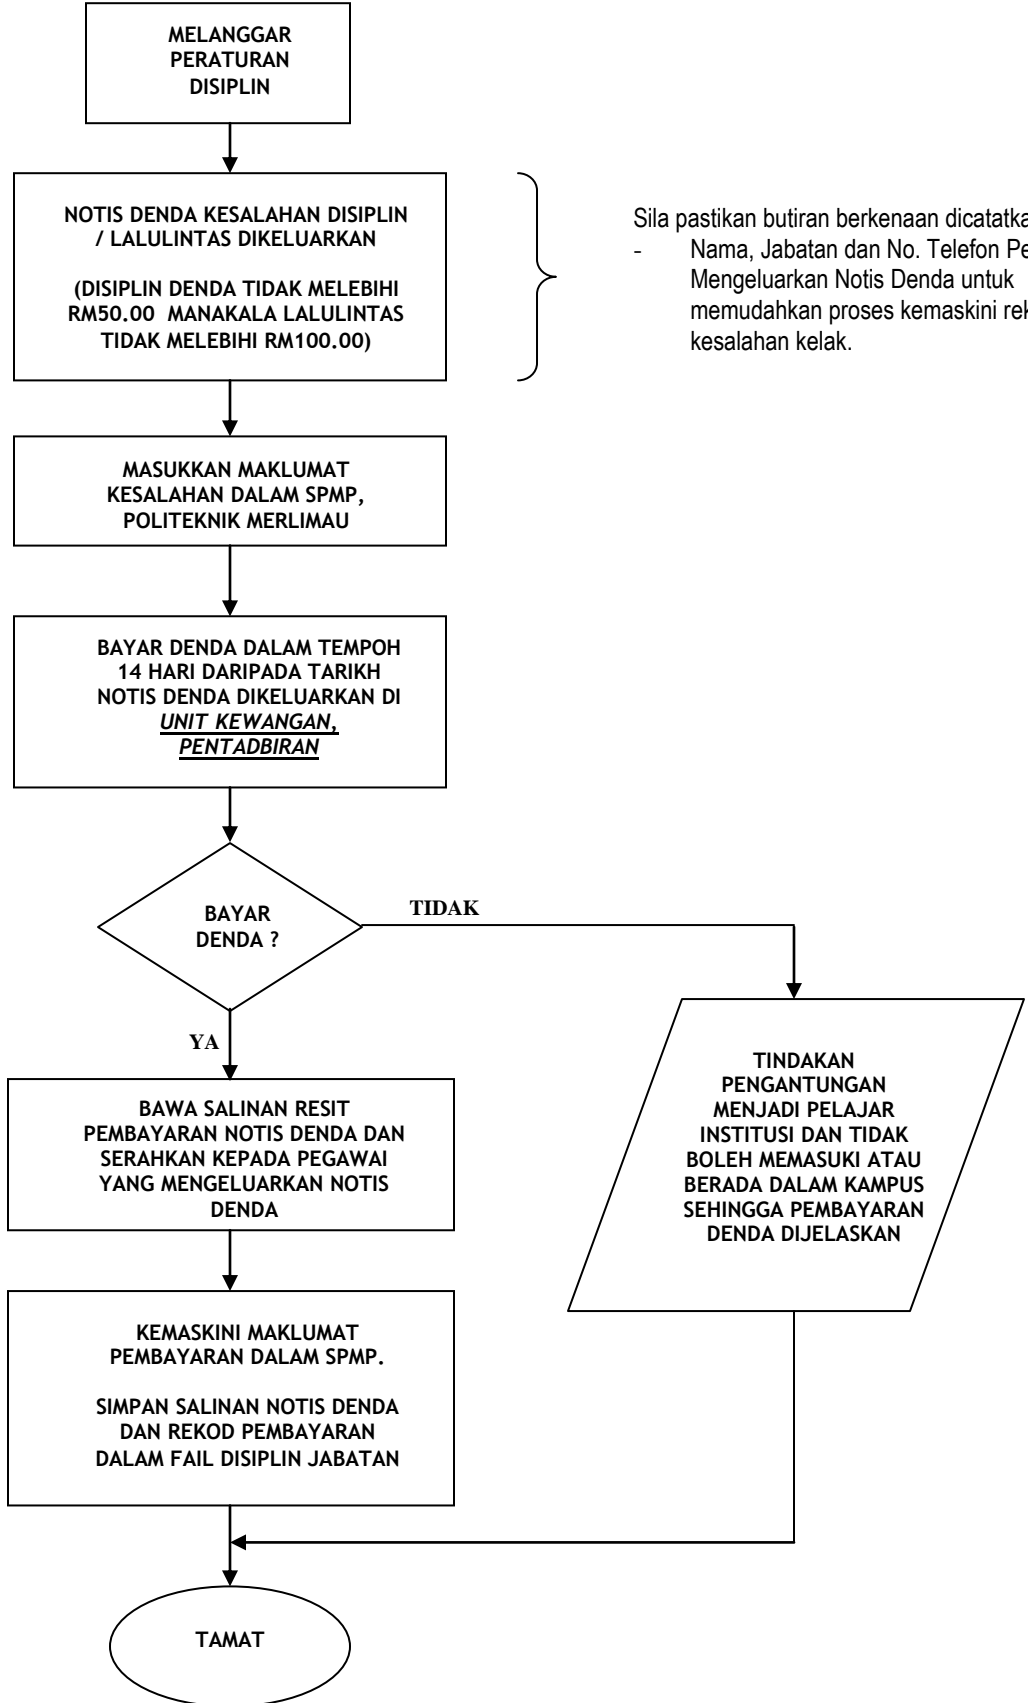 MELANGGAR
PERATURAN
DISIPLIN
NOTIS DENDA KESALAHAN DISIPLIN
/ LALULINTAS DIKELUARKAN
(DISIPLIN DENDA TIDAK MELEBIHI
RM50.00 MANAKALA LALULINTAS
TIDAK MELEBIHI RM100.00)
Sila pastikan butiran berkenaan
- Nama, Jabatan dan No. Telefon
Mengeluarkan Notis Denda untuk
memudahkan proses kemaskini
kesalahan kelak.
MASUKKAN MAKLUMAT
KESALAHAN DALAM SPMP,
POLITEKNIK MERLIMAU
BAYAR DENDA DALAM TEMPOH
14 HARI DARIPADA TARIKH
NOTIS DENDA DIKELUARKAN DI
UNIT KEWANGAN,
PENTADBIRAN
BAYAR
DENDA ?
TIDAK
YA
BAWA SALINAN RESIT
PEMBAYARAN NOTIS DENDA DAN
SERAHKAN KEPADA PEGAWAI
YANG MENGELUARKAN NOTIS
DENDA
TINDAKAN
PENGANTUNGAN
MENJADI PELAJAR
INSTITUSI DAN TIDAK
BOLEH MEMASUKI ATAU
BERADA DALAM KAMPUS
SEHINGGA PEMBAYARAN
DENDA DIJELASKAN
KEMASKINI MAKLUMAT
PEMBAYARAN DALAM SPMP.
SIMPAN SALINAN NOTIS DENDA
DAN REKOD PEMBAYARAN
DALAM FAIL DISIPLIN JABATAN
TAMAT